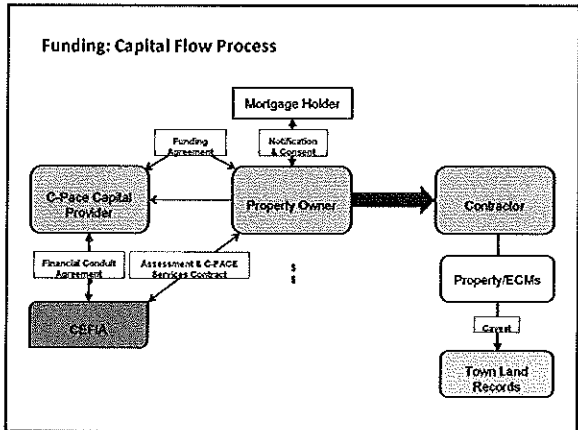 Funding: Capital Flow Process
Mortgage Holder
Funding
Agreement
Notification
& Consent
C-Pace Capital
Provider
Property Owner
Contractor
Financial Conduit
Agreement
Assessment & C-PACE
Services Contract
$
$
Property/ECMs
CEFIA
Caveat
Town Land
Records